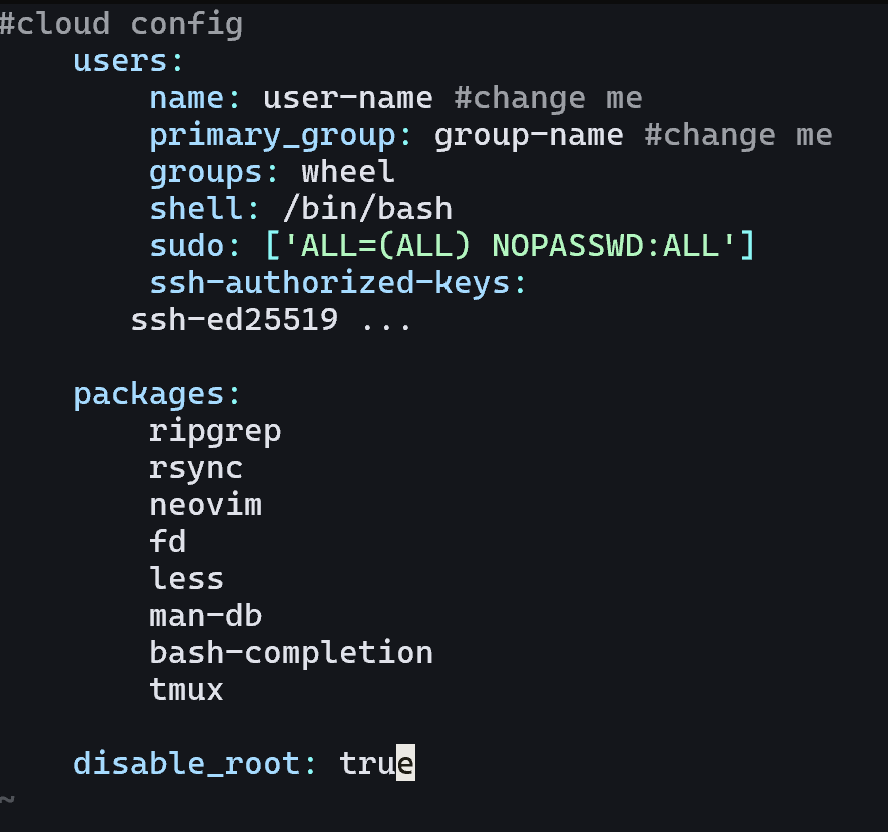 #cloud config
    users:
        name: user-name #change me
        primary_group: group-name #change me
        groups: wheel
        shell: /bin/bash
        sudo: ['ALL=(ALL) NOPASSWD:ALL']
        ssh-authorized-keys:
       ssh-ed25519 ...

    packages:
        ripgrep
        rsync
        neovim
        fd
        less
        man-db
        bash-completion
        tmux

    disable_root: true
~